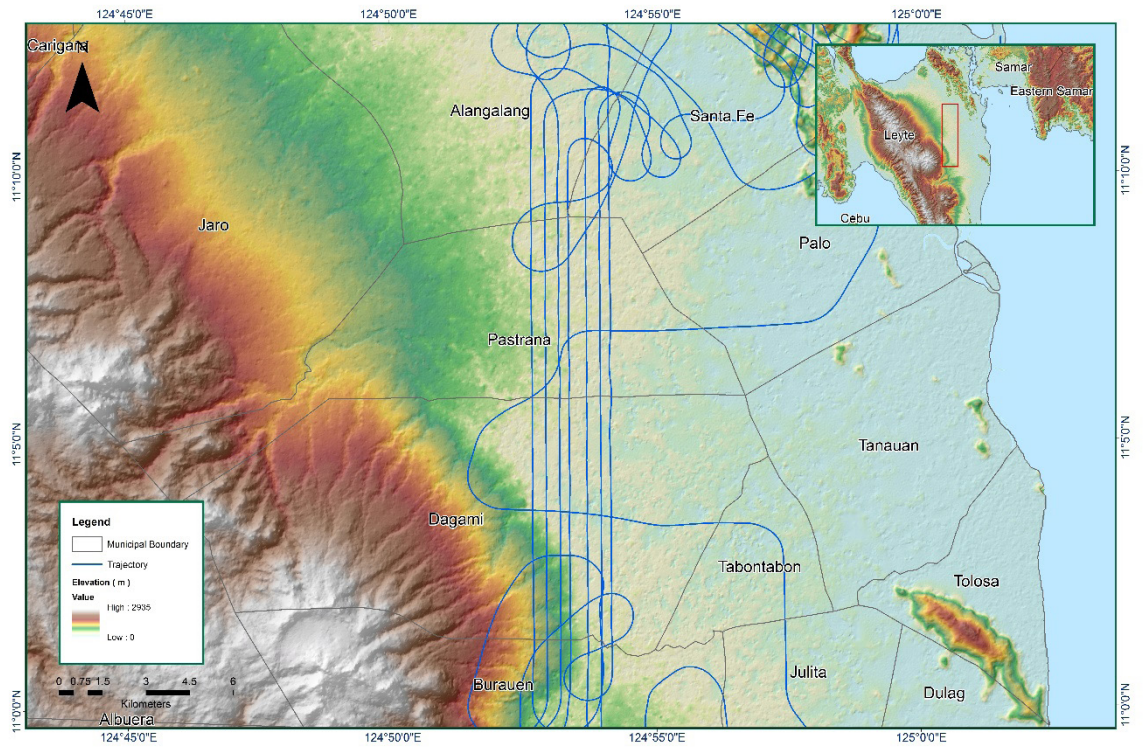 124°45'0"E
124°50'0"E
124°55'0"E
125°0'0"E
Carigara
N
Alangalang
Santa Fe
Samar
Eastern Samar
Leyte
Cebu
11°10'0"N
11°10'0"N
Jaro
Palo
Pastrana
11°5'0"N
11°5'0"N
Tanauan
Dagami
Tabontabon
Tolosa
Legend
Municipal Boundary
Trajectory
Elevation ( m )
Value
High : 2935
Low : 0
Burauen
Julita
Dulag
0 0.75 1.5 3 4.5 6
Kilometers
Albuera
11°0'0"N
11°0'0"N
124°45'0"E
124°50'0"E
124°55'0"E
125°0'0"E